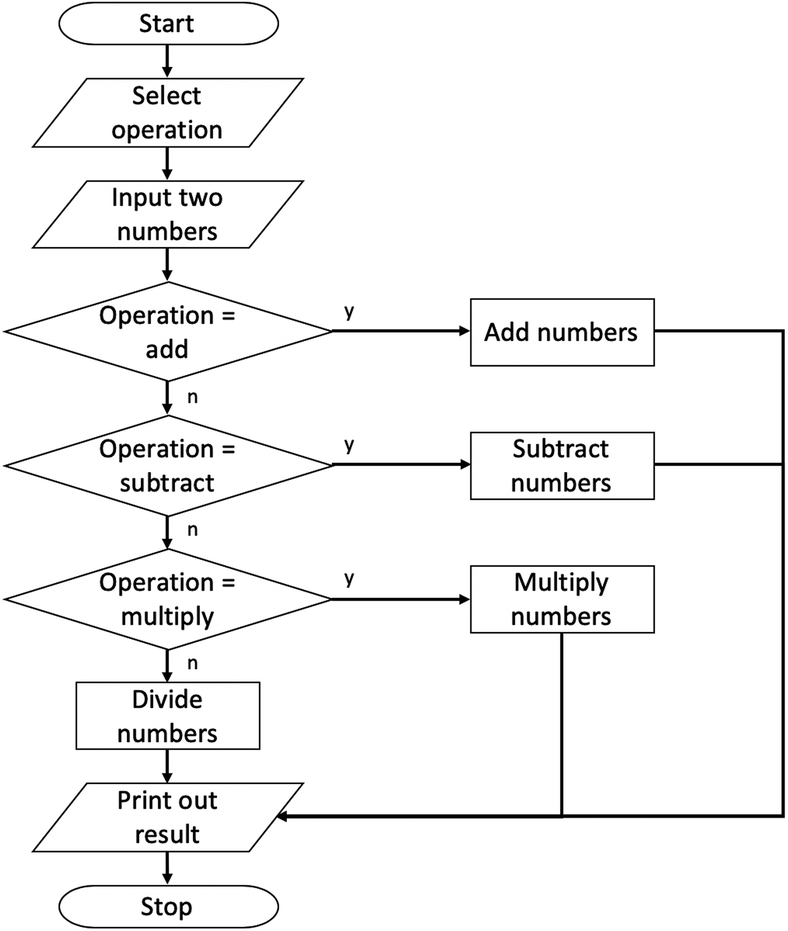 Start
Select
operation
Input two
numbers
Operation =
add
y
Add numbers
n
Operation =
subtract
y
Subtract
numbers
n
Operation =
multiply
y
Multiply
numbers
n
Divide
numbers
Print out
result
Stop